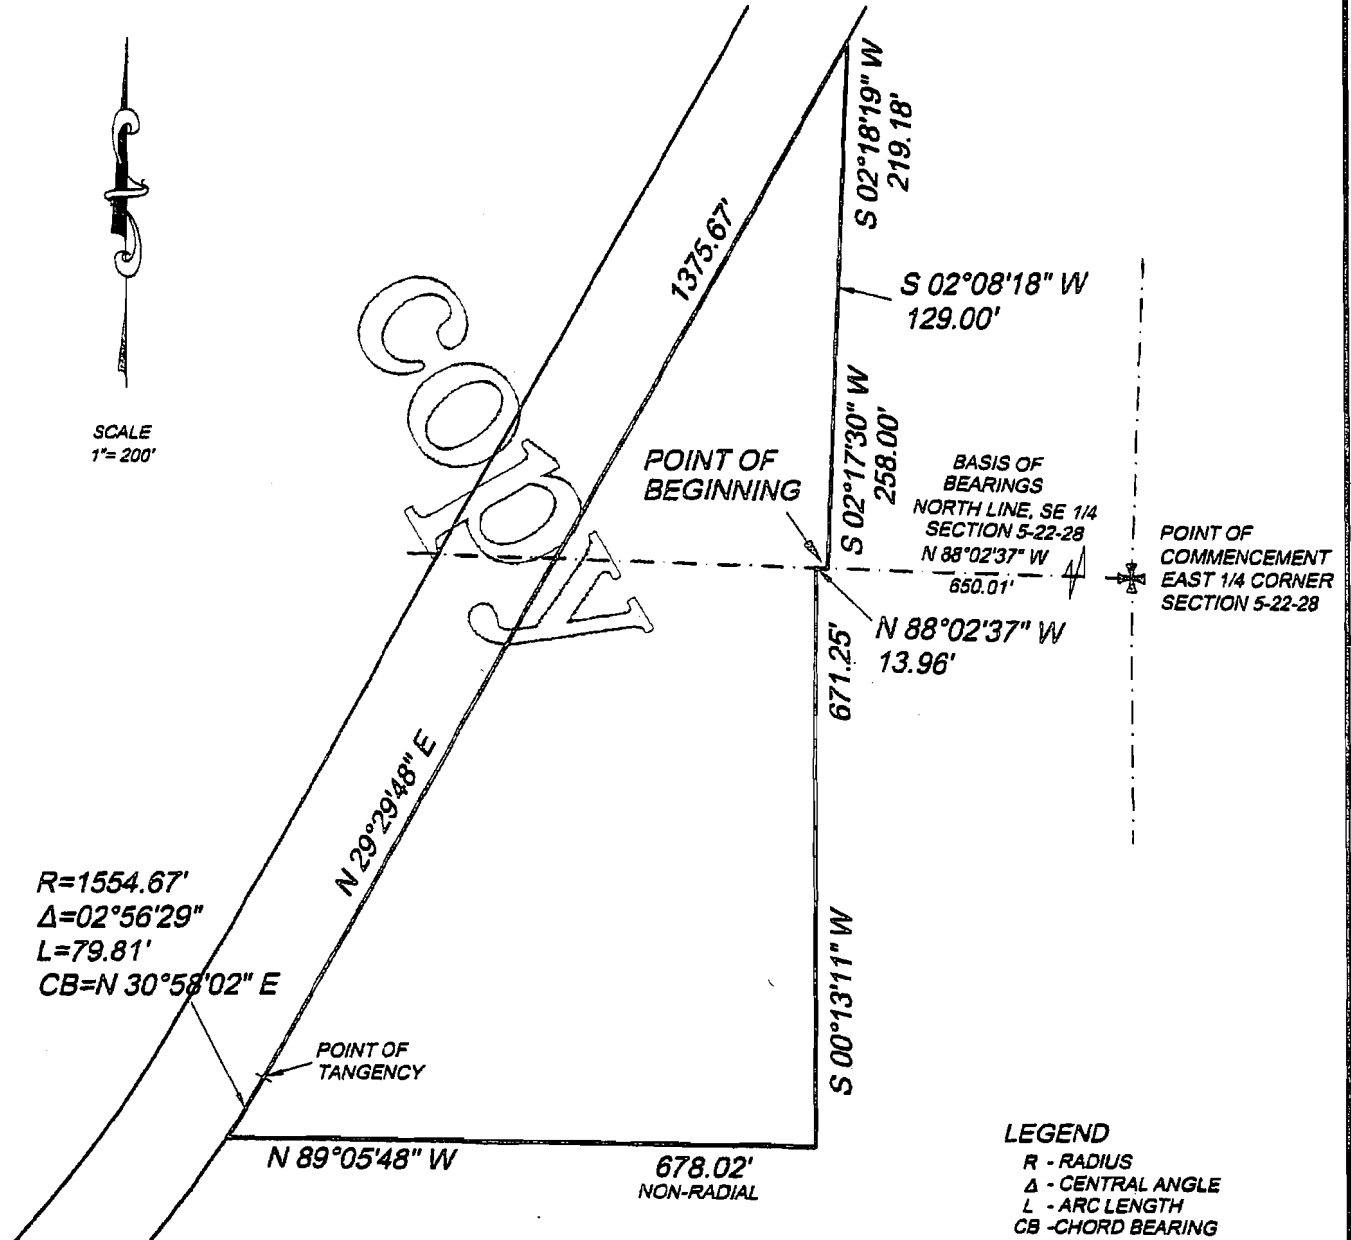 S 02°18'19" W
219.18'
1375.67'
S 02°08'18" W
129.00'
copy
SCALE
1"= 200'
S 02°17'30" W
258.00'
POINT OF
BEGINNING
BASIS OF
BEARINGS
NORTH LINE, SE 1/4
SECTION 5-22-28
N 88°02'37" W
650.01'
POINT OF
COMMENCEMENT
EAST 1/4 CORNER
SECTION 5-22-28
N 88°02'37" W
13.96'
671.25'
N 29°29'48" E
R=1554.67'
Δ=02°56'29"
L=79.81'
CB=N 30°58'02" E
S 00°13'11" W
POINT OF
TANGENCY
N 89°05'48" W
678.02'
NON-RADIAL
LEGEND
R - RADIUS
Δ - CENTRAL ANGLE
L - ARC LENGTH
CB -CHORD BEARING